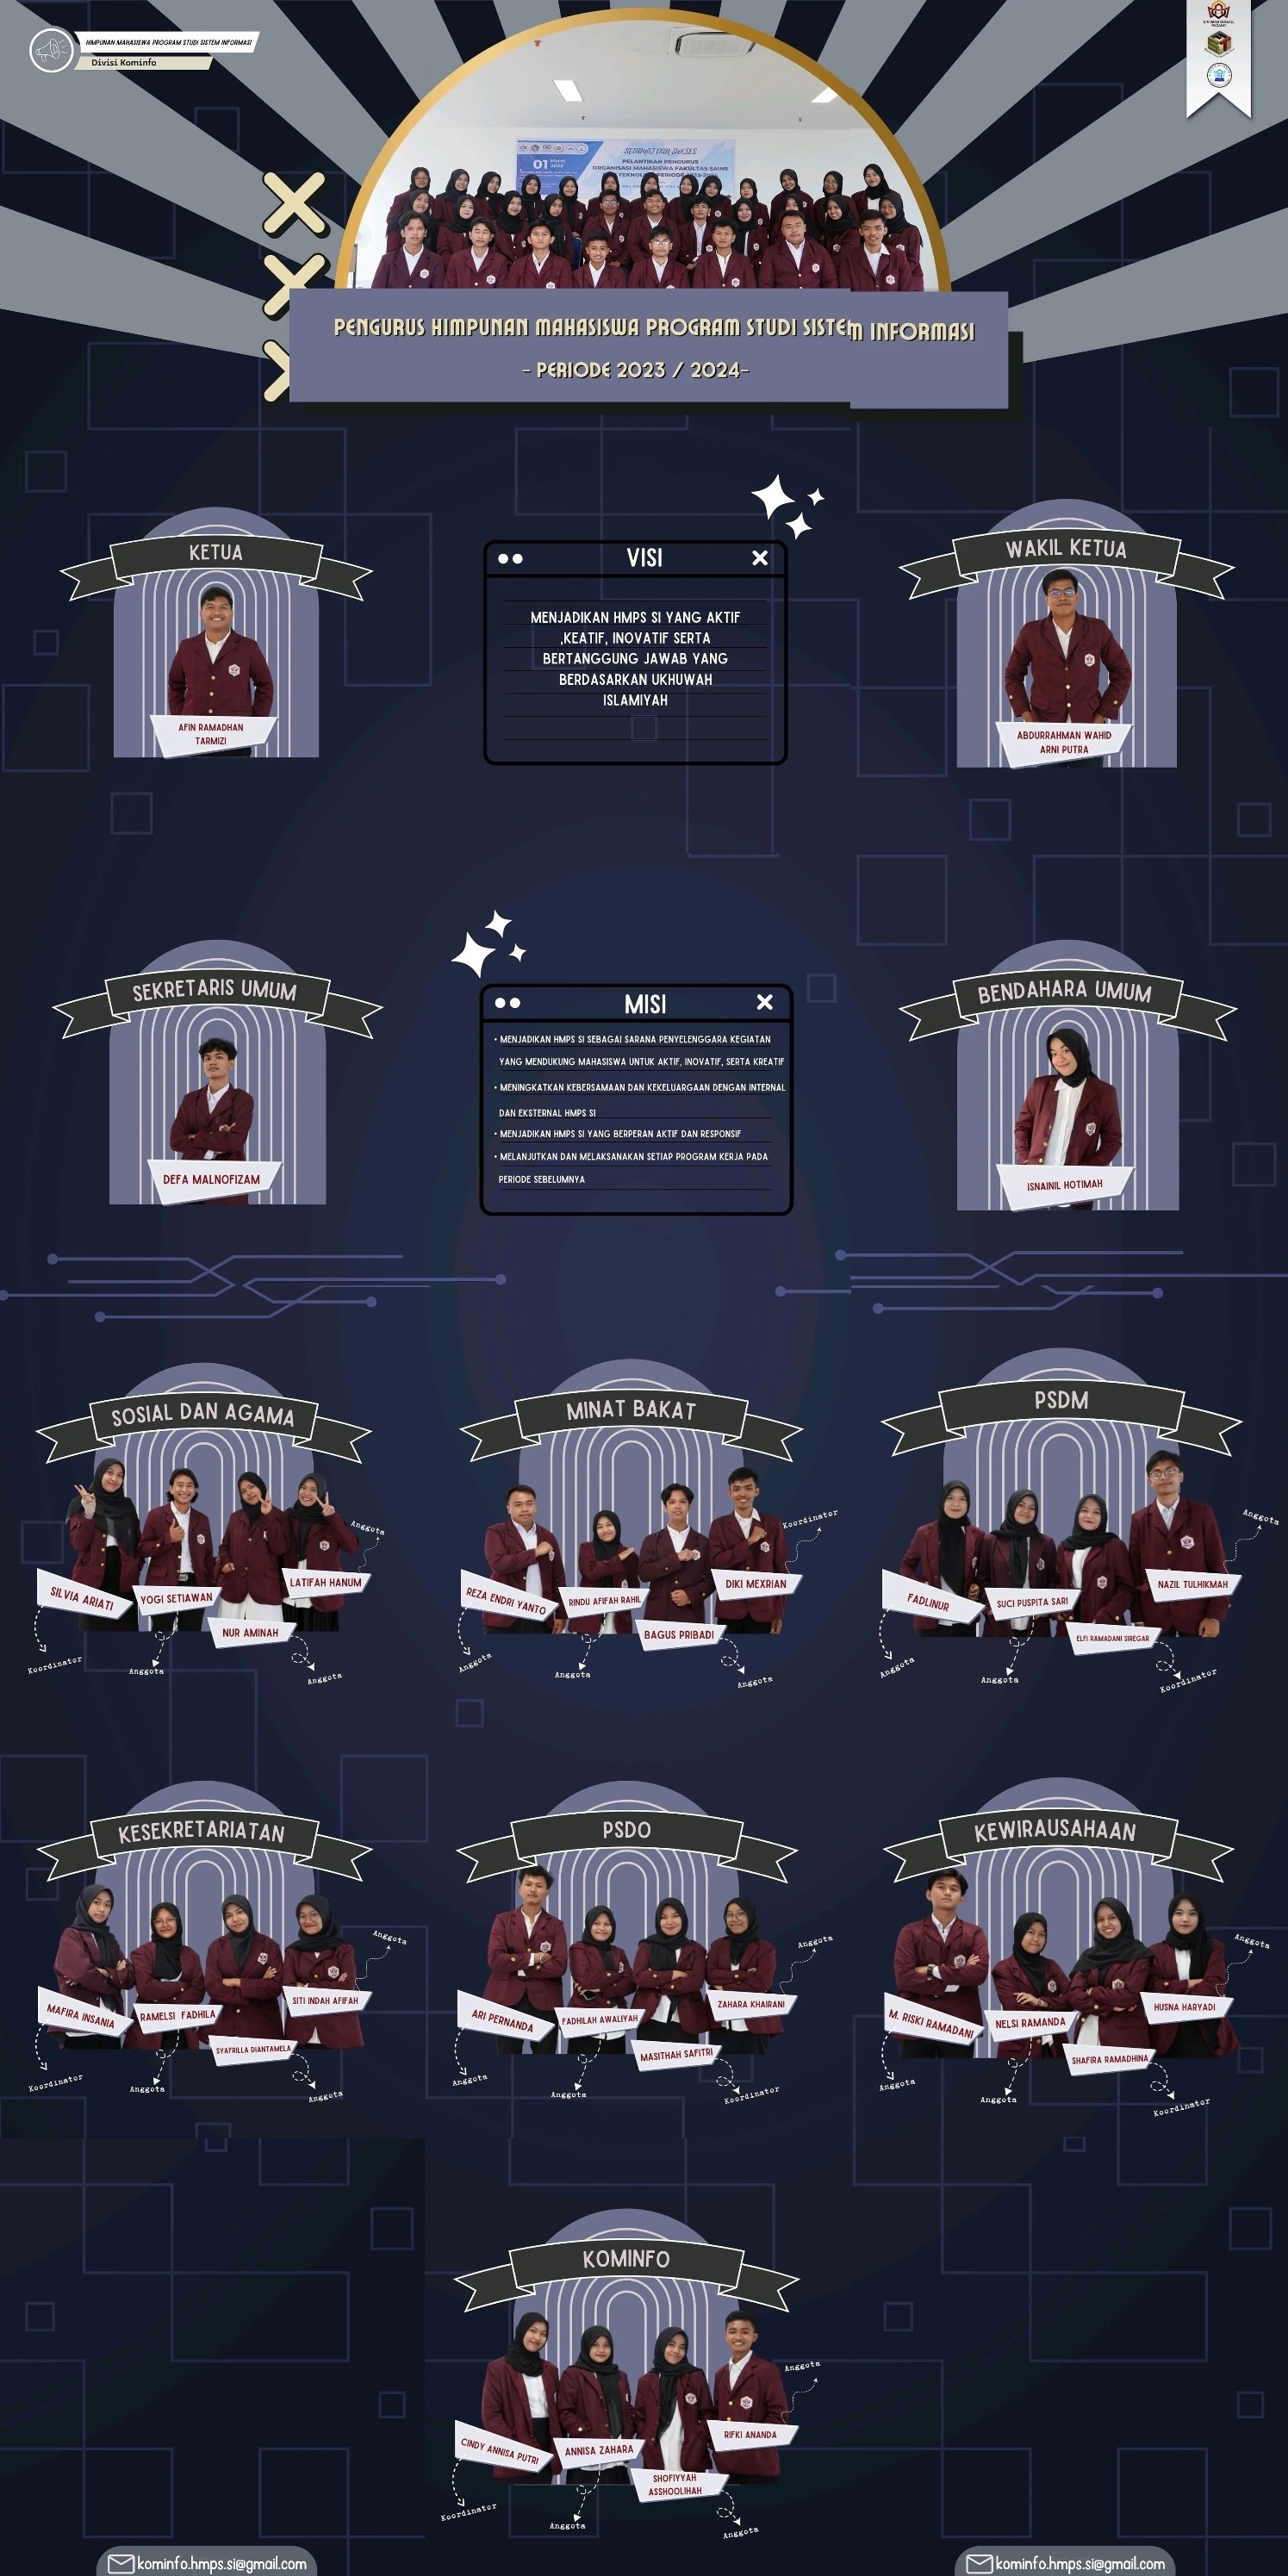 HIMPUNAN MAHASISWA PROGRAM STUDI SISTEM INFORMASI
Divisi Kominfo
01
SELAMAT DAN SUKSES
PELANTIKAN PENGURUS
ORGANISASI MAHASISWA FAKULTAS SAINS
PENGURUS HIMPUNAN MAHASISWA PROGRAM STUDI SISTEM INFORMASI
- PERIODE 2023 / 2024-
KETUA
AFIN RAMADHAN
TARMIZI
VISI
MENJADIKAN HMPS SI YANG AKTIF
,KEATIF, INOVATIF SERTA
BERTANGGUNG JAWAB YANG
BERDASARKAN UKHUWAH
ISLAMIYAH
WAKIL KETUA
ABDURRAHMAN WAHID
ARNI PUTRA
SEKRETARIS UMUM
DEFA MALNOFIZAM
MISI
• MENJADIKAN HMPS SI SEBAGAI SARANA PENYELENGGARA KEGIATAN
YANG MENDUKUNG MAHASISWA UNTUK AKTIF, INOVATIF, SERTA KREATIF
• MENINGKATKAN KEBERSAMAAN DAN KEKELUARGAAN DENGAN INTERNAL
DAN EKSTERNAL HMPS SI
• MENJADIKAN HMPS SI YANG BERPERAN AKTIF DAN RESPONSIF
• MELANJUTKAN DAN MELAKSANAKAN SETIAP PROGRAM KERJA PADA
PERIODE SEBELUMNYA
BENDAHARA UMUM
ISNAINIL HOTIMAH
SOSIAL DAN AGAMA
Anggota
SILVIA ARIATI
YOGI SETIAWAN
NUR AMINAH
LATIFAH HANUM
Koordinator
Anggota
Anggota
MINAT BAKAT
Koordinator
REZA ENDRI YANTO
RINDU AFIFAH RAHIL
BAGUS PRIBADI
DIKI MEXRIAN
Anggota
Anggota
Anggota
PSDM
Anggota
FADLINUR
SUCI PUSPITA SARI
ELFI RAMADANI SIREGAR
NAZIL TULHIKMAH
Anggota
Anggota
Koordinator
KESEKRETARIATAN
Anggota
MAFIRA INSANIA
RAMELSI FADHILA
SYAFRILLA DIANTAMELA
SITI INDAH AFIFAH
Koordinator
Anggota
Anggota
PSDO
Anggota
ARI PERNANDA
FADHILAH AWALIYAH
MASITHAH SAFITRI
ZAHARA KHAIRANI
Anggota
Anggota
Koordinator
KEWIRAUSAHAAN
Anggota
M. RISKI RAMADANI
NELSI RAMANDA
SHAFIRA RAMADHINA
HUSNA HARYADI
Anggota
Anggota
Koordinator
KOMINFO
Anggota
CINDY ANNISA PUTRI
ANNISA ZAHARA
SHOFIYYAH
ASSHOOLIHAH
RIFKI ANANDA
Koordinator
Anggota
Anggota
kominfo.hmps.si@gmail.com
kominfo.hmps.si@gmail.com